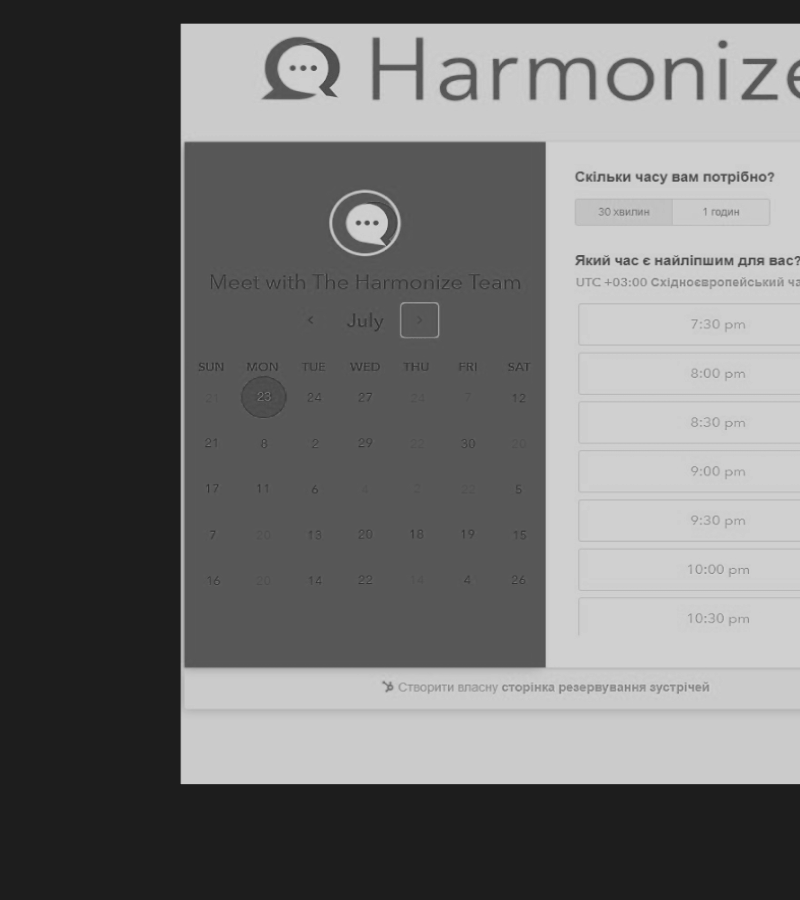 Harmonize
Meet with The Harmonize Team
July
SUN MON TUE WED THU FRI SAT
21 23 24 27 24 7 12
21 8 2 29 22 30 20
17 11 6 4 2 22 5
7 20 13 28 18 19 15
16 20 14 22 14 4 26
Скільки часу вам потрібно?
30 хвилин 1 годин
Який час є найліпшим для вас?
UTC +03:00 Східноєвропейський ча
7:30 pm
8:00 pm
8:30 pm
9:00 pm
9:30 pm
10:00 pm
10:30 pm
Створити власну сторінка резервування зустрічей